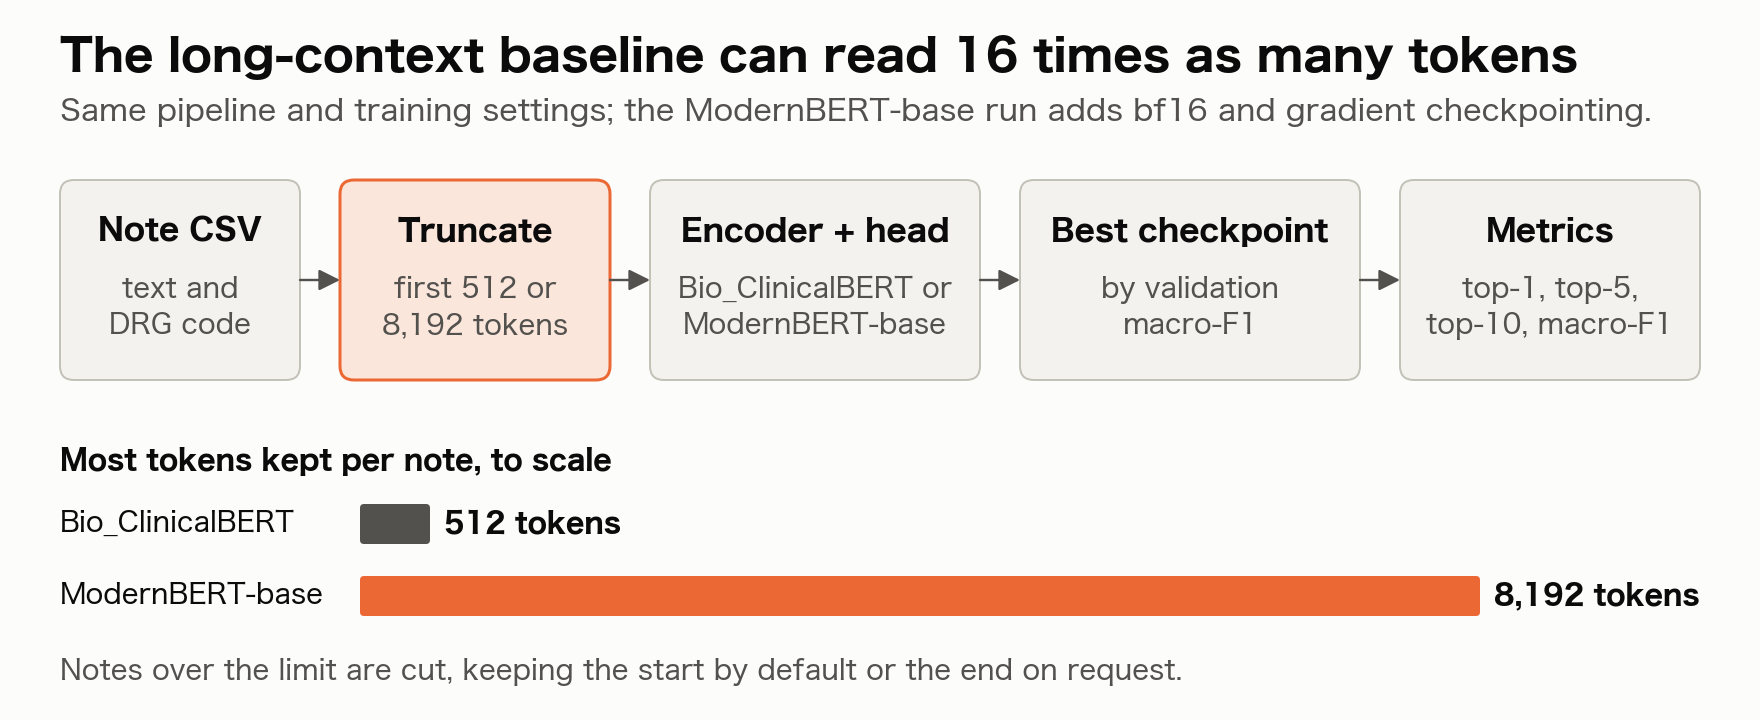 The long-context baseline can read 16 times as many tokens
Same pipeline and training settings; the ModernBERT-base run adds bf16 and gradient checkpointing.
Note CSV
text and
DRG code
Truncate
first 512 or
8,192 tokens
Encoder + head
Bio_ClinicalBERT or
ModernBERT-base
Best checkpoint
by validation
macro-F1
Metrics
top-1, top-5,
top-10, macro-F1
Most tokens kept per note, to scale
Bio_ClinicalBERT
512 tokens
ModernBERT-base
8,192 tokens
Notes over the limit are cut, keeping the start by default or the end on request.